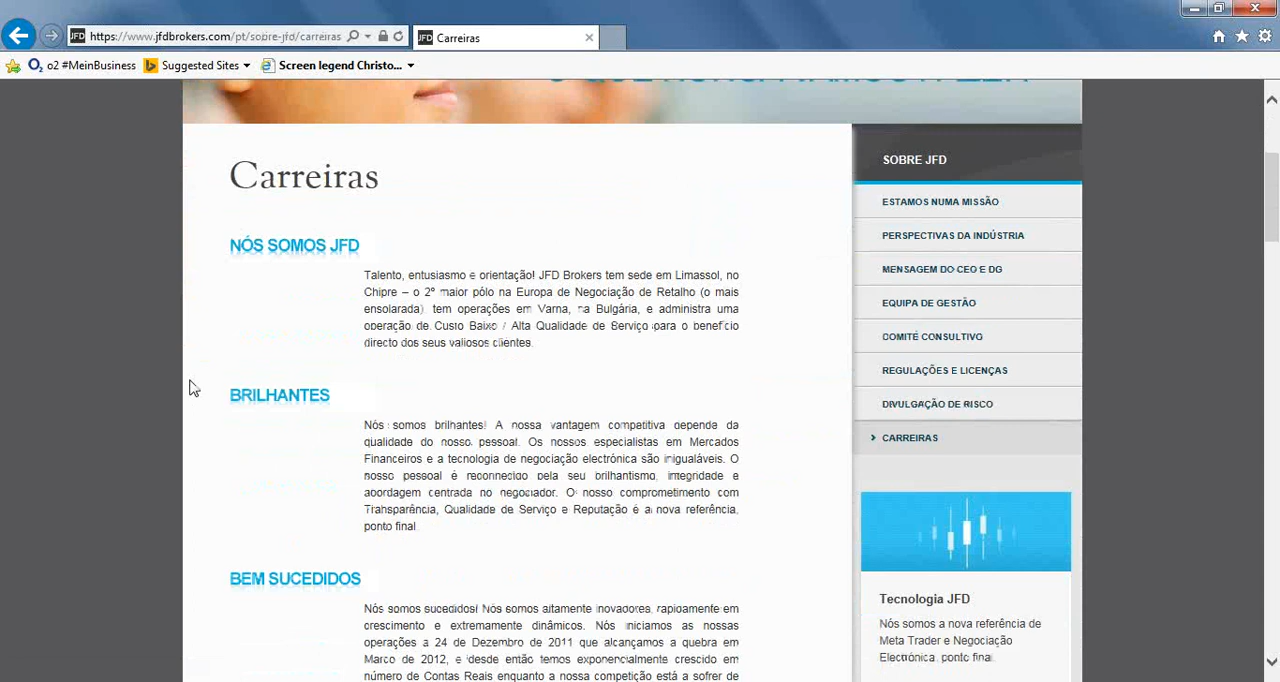 JFD https://www.jfdbrokers.com/pt/sobre-jfd/carreiras
JFD Carreiras
o2 #MeinBusiness
Suggested Sites
Screen legend Christo...
Carreiras
NÓS SOMOS JFD
Talento, entusiasmo e orientação! JFD Brokers tem sede em Limassol, no
Chipre – o 2º maior pólo na Europa de Negociação de Retalho (o mais
ensolarada), tem operações em Varna, na Bulgária, e administra uma
operação de Custo Baixo / Alta Qualidade de Serviço para o benefício
directo dos seus valiosos clientes.
BRILHANTES
Nós somos brilhantes! A nossa vantagem competitiva depende da
qualidade do nosso pessoal. Os nossos especialistas em Mercados
Financeiros e a tecnologia de negociação electrónica são inigualáveis. O
nosso pessoal é reconhecido pela seu brilhantismo, integridade e
abordagem centrada no negociador. O nosso comprometimento com
Transparência, Qualidade de Serviço e Reputação é a nova referência,
ponto final.
BEM SUCEDIDOS
Nós somos sucedidos! Nós somos altamente inovadores, rapidamente em
crescimento e extremamente dinâmicos. Nós iniciamos as nossas
operações a 24 de Dezembro de 2011 que alcançamos a quebra em
Março de 2012, e desde então temos exponencialmente crescido em
número de Contas Reais enquanto a nossa competição está a sofrer de
SOBRE JFD
ESTAMOS NUMA MISSÃO
PERSPECTIVAS DA INDÚSTRIA
MENSAGEM DO CEO E DG
EQUIPA DE GESTÃO
COMITÉ CONSULTIVO
REGULAÇÕES E LICENÇAS
DIVULGAÇÃO DE RISCO
CARREIRAS
Tecnologia JFD
Nós somos a nova referência de
Meta Trader e Negociação
Electrónica, ponto final.